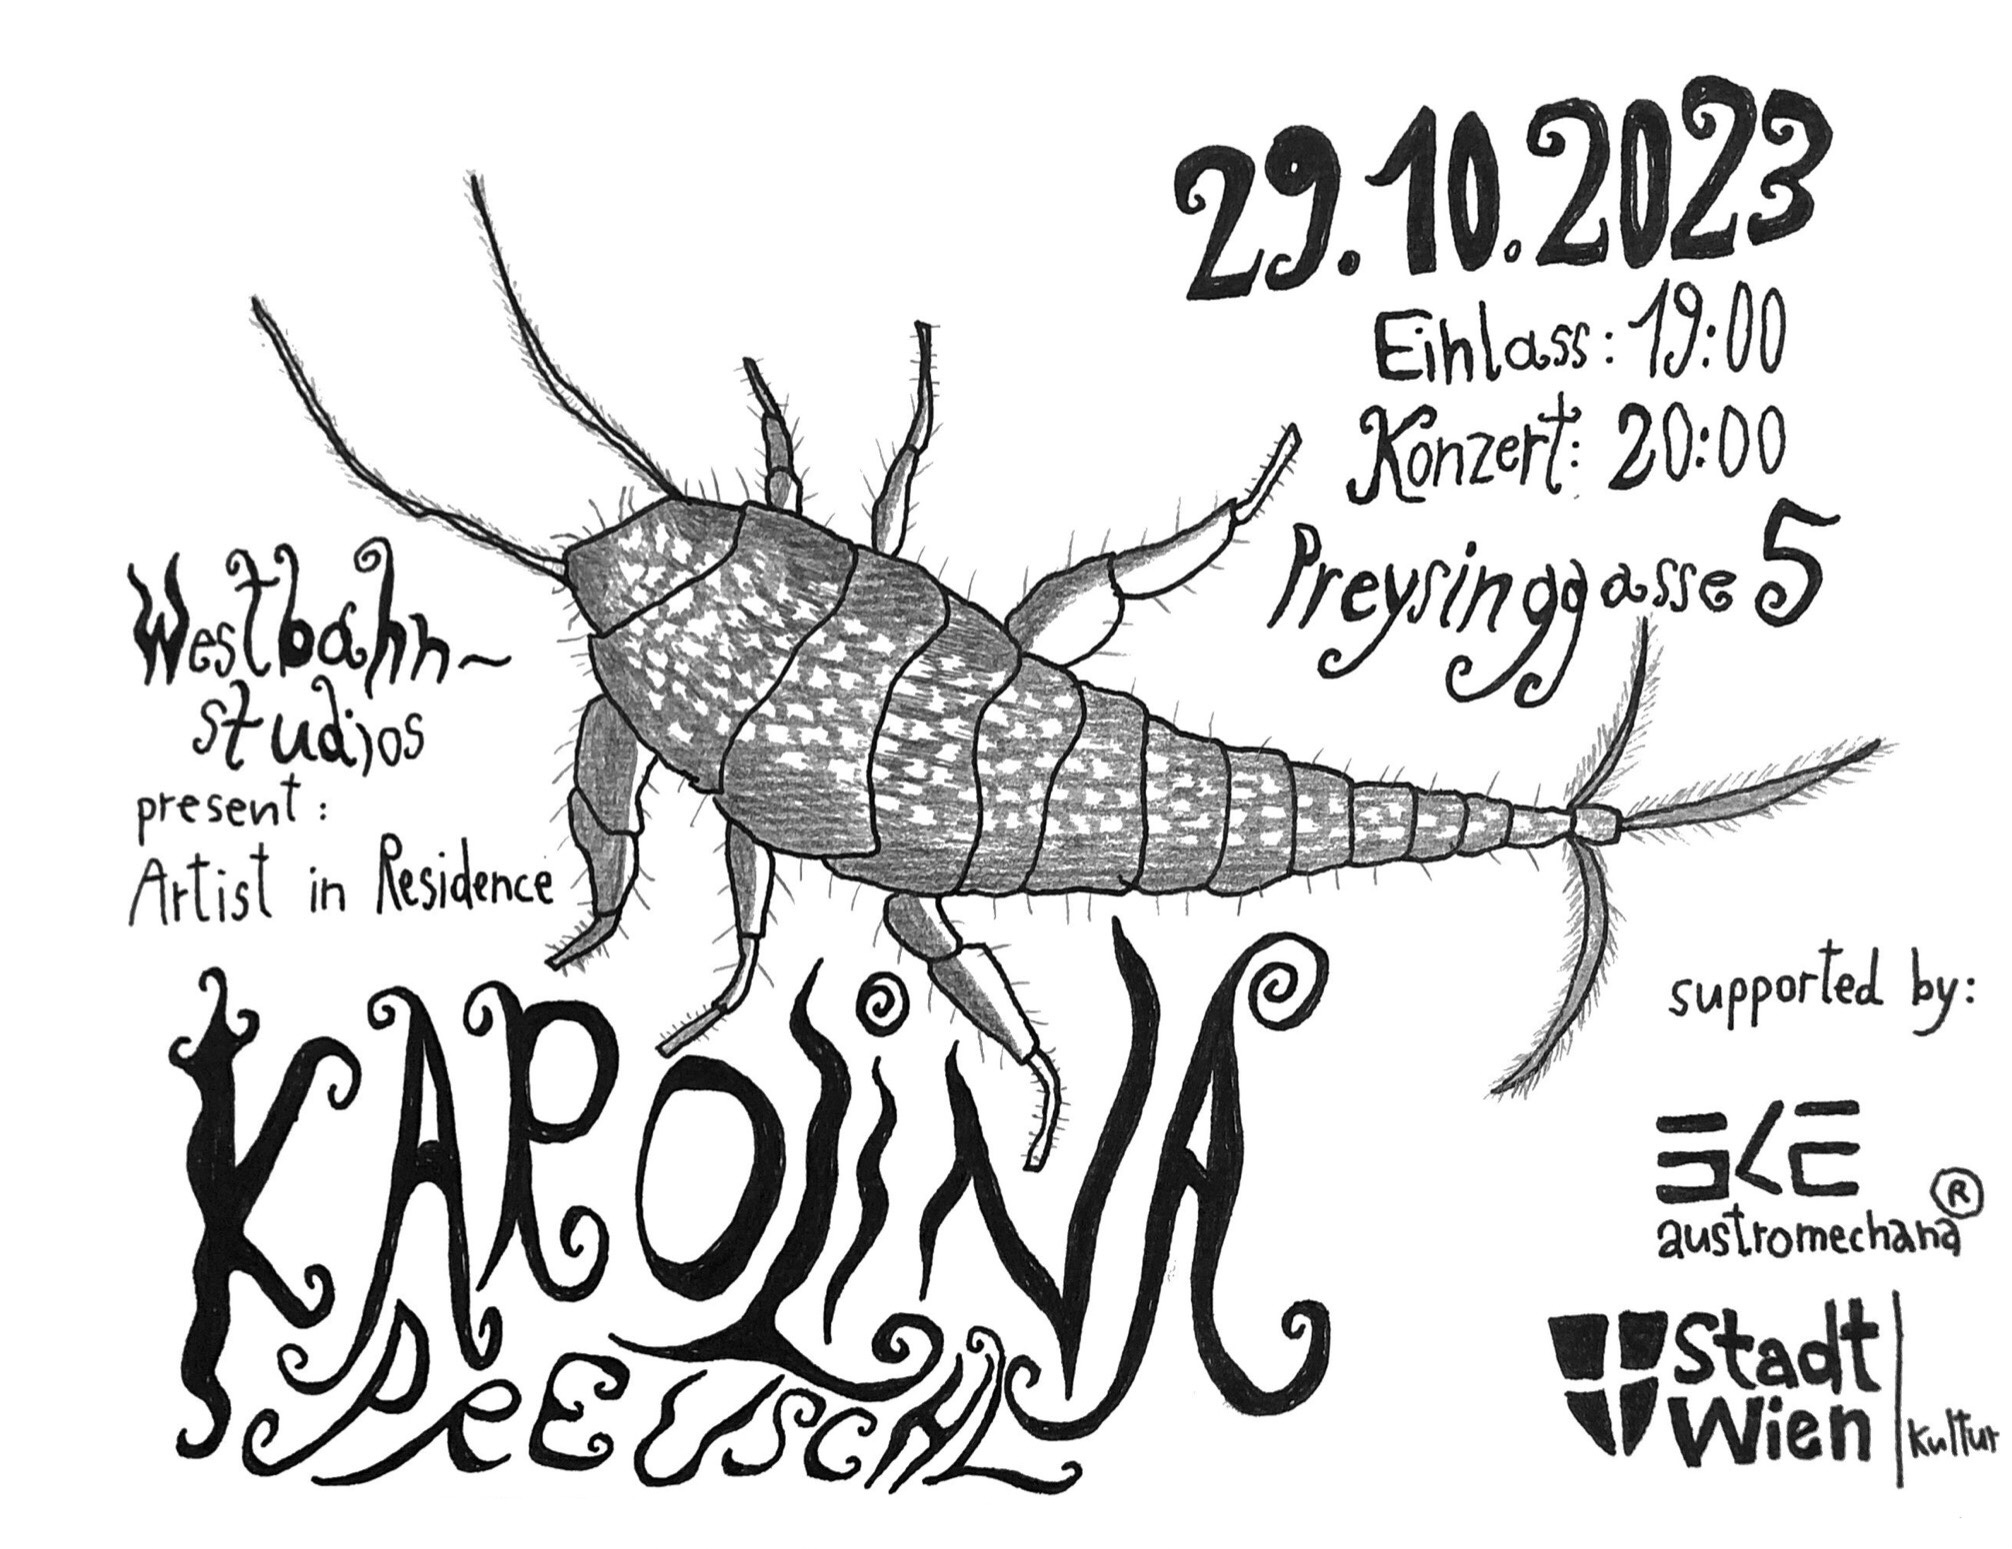 29.10.2023
Einlass: 19:00
Konzert: 20:00
Preysinggasse 5
Westbahn~
studios
present:
Artist in Residence
KAROLINA
PREUSCHL
supported by:
SKE
austromechana®
Stadt
Wien
Kultur